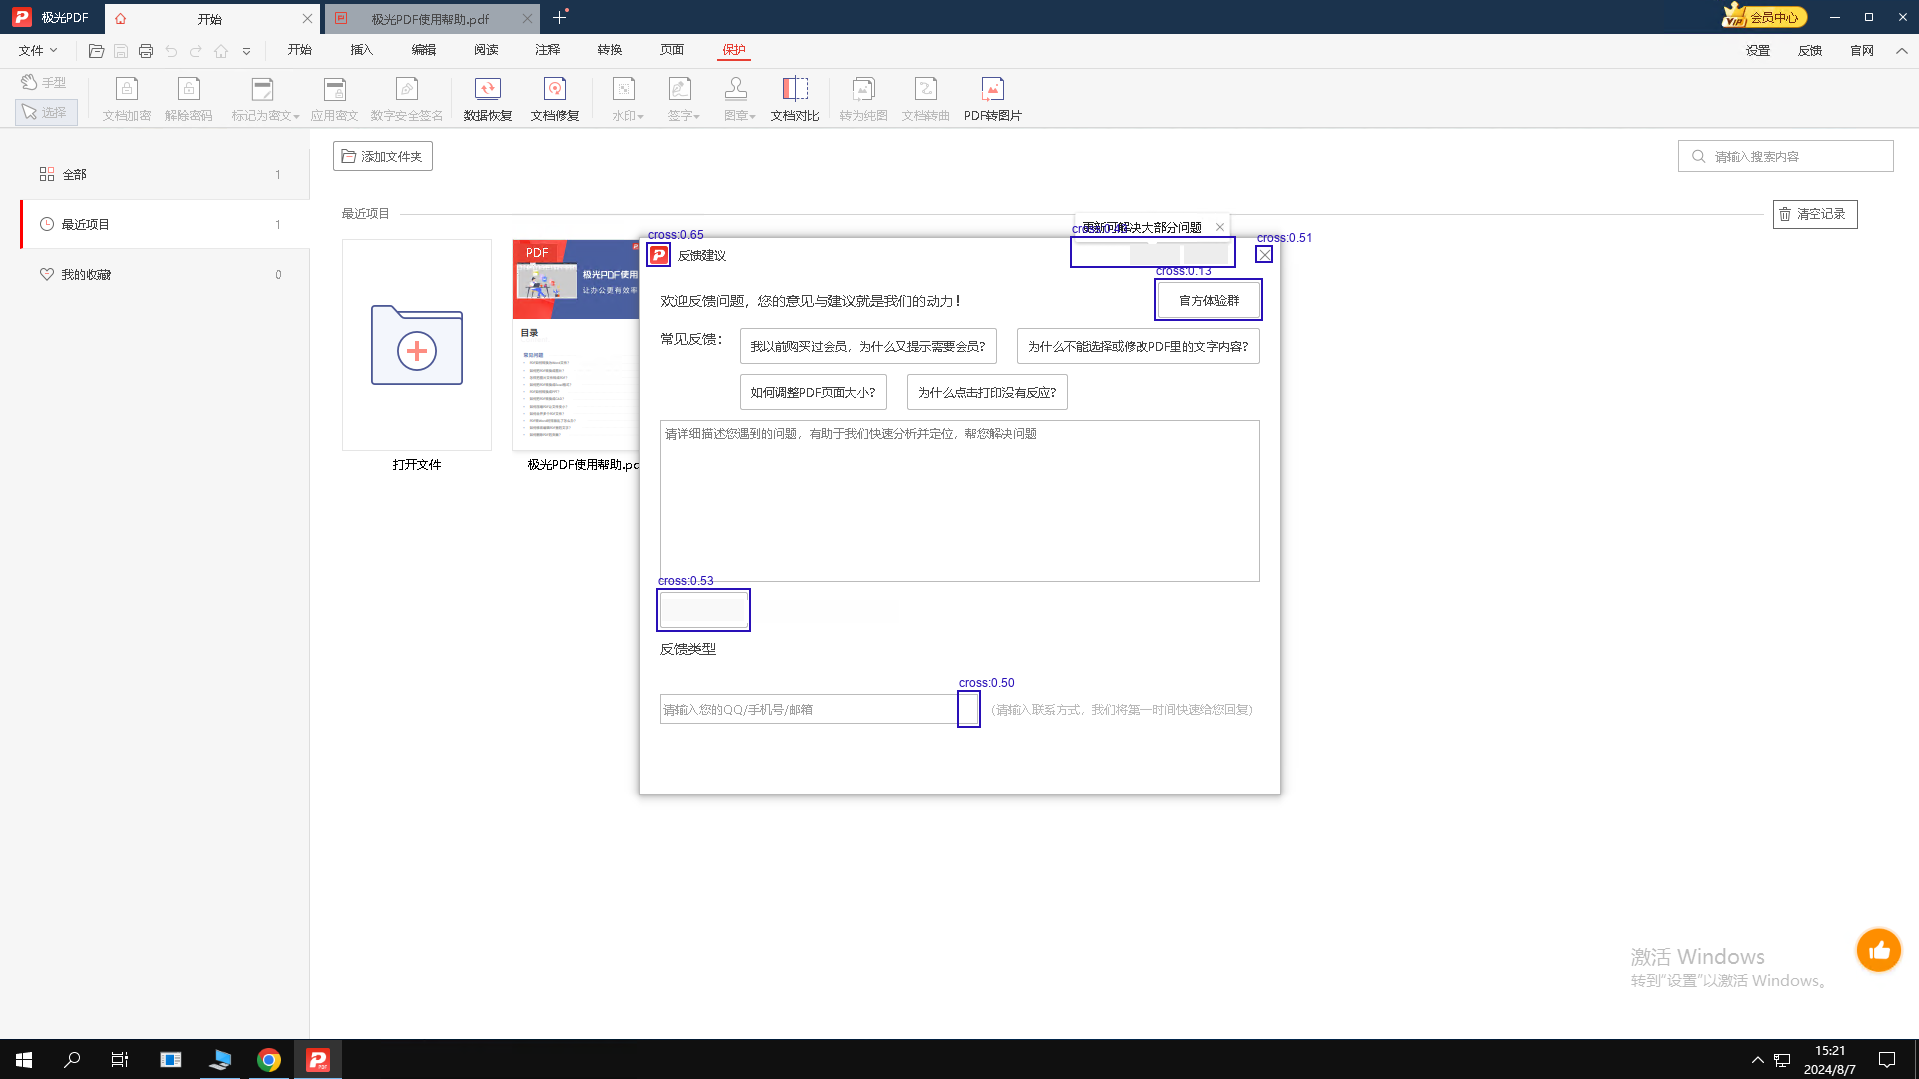 极光PDF
开始
极光PDF使用帮助.pdf
VIP 会员中心
文件
开始
插入
编辑
阅读
注释
转换
页面
保护
设置
反馈
官网
手型
选择
文档加密
解除密码
标记为密文
应用密文
数字安全签名
数据恢复
文档修复
水印
签字
图章
文档对比
转为纯图
文档转曲
PDF转图片
添加文件夹
请输入搜索内容
全部 1
最近项目 1
我的收藏 0
最近项目
清空记录
打开文件
PDF
极光PDF使用
让办公更有效率
目录
常见问题
极光PDF使用帮助.pd
cross:0.65
反馈建议
更新可解决大部分问题
cross:0.51
cross:0.13
欢迎反馈问题，您的意见与建议就是我们的动力！
官方体验群
常见反馈：
我以前购买过会员，为什么又提示需要会员?
为什么不能选择或修改PDF里的文字内容?
如何调整PDF页面大小?
为什么点击打印没有反应?
请详细描述您遇到的问题，有助于我们快速分析并定位，帮您解决问题
cross:0.53
反馈类型
cross:0.50
请输入您的QQ/手机号/邮箱
(请输入联系方式，我们将第一时间快速给您回复)
激活 Windows
转到“设置”以激活 Windows。
15:21
2024/8/7